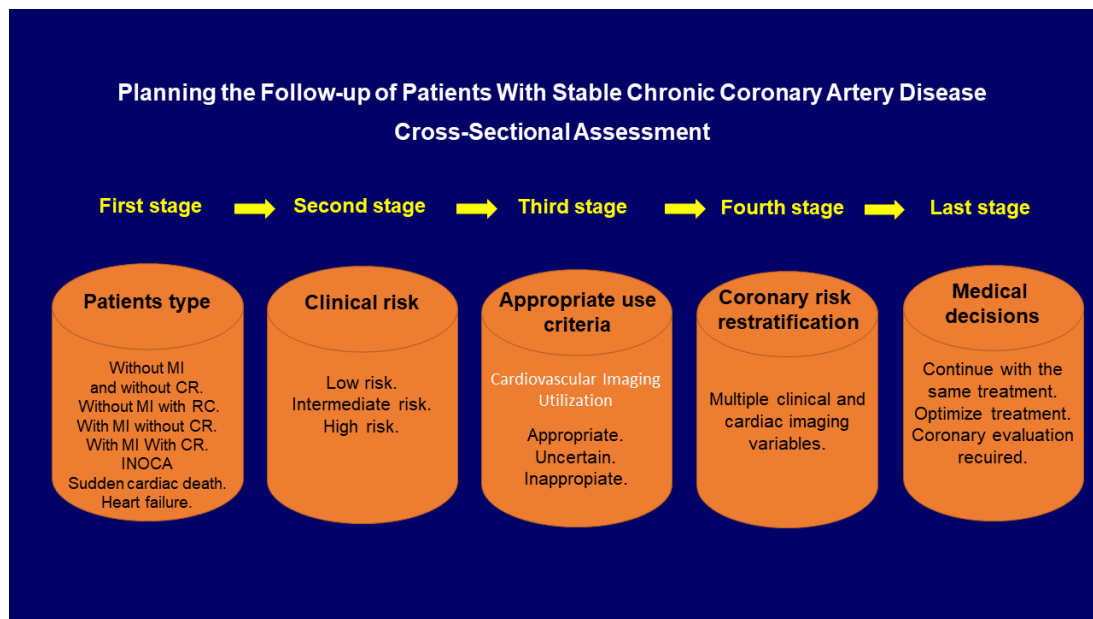 Planning the Follow-up of Patients With Stable Chronic Coronary Artery Disease
Cross-Sectional Assessment
First stage
Second stage
Third stage
Fourth stage
Last stage
Patients type
Without MI
and without CR.
Without MI with RC.
With MI without CR.
With MI With CR.
INOCA
Sudden cardiac death.
Heart failure.
Clinical risk
Low risk.
Intermediate risk.
High risk.
Appropriate use
criteria
Cardiovascular Imaging
Utilization
Appropriate.
Uncertain.
Inappropiate.
Coronary risk
restratification
Multiple clinical and
cardiac imaging
variables.
Medical
decisions
Continue with the
same treatment.
Optimize treatment.
Coronary evaluation
recuired.